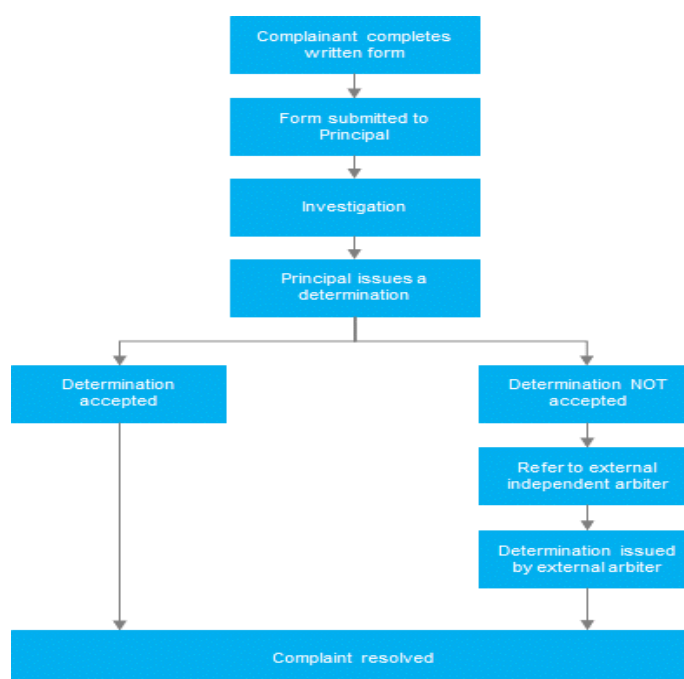 Complainant completes
written form
Form submitted to
Principal
Investigation
Principal issues a
determination
Determination
accepted
Determination NOT
accepted
Refer to external
independent arbiter
Determination issued
by external arbiter
Complaint resolved